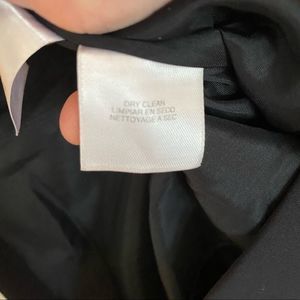 DRY CLEAN
LIMPIAR EN SECO
NETTOYAGE A SEC